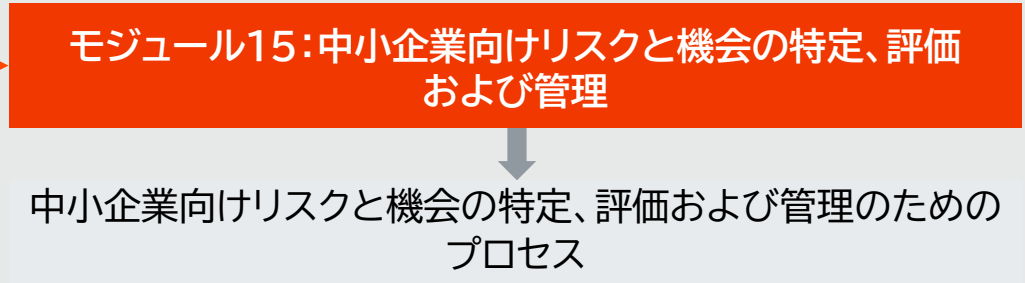 モジュール15:中小企業向けリスクと機会の特定、評価
および管理
中小企業向けリスクと機会の特定、評価および管理のための
プロセス